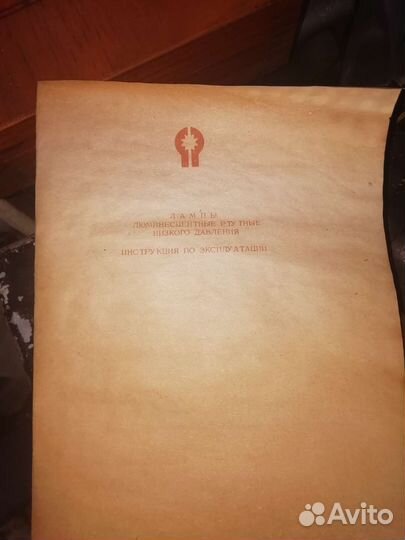 ЛАМПЫ
ЛЮМИНЕСЦЕНТНЫЕ РТУТНЫЕ
НИЗКОГО ДАВЛЕНИЯ
ИНСТРУКЦИЯ ПО ЭКСПЛУАТАЦИИ
Avito